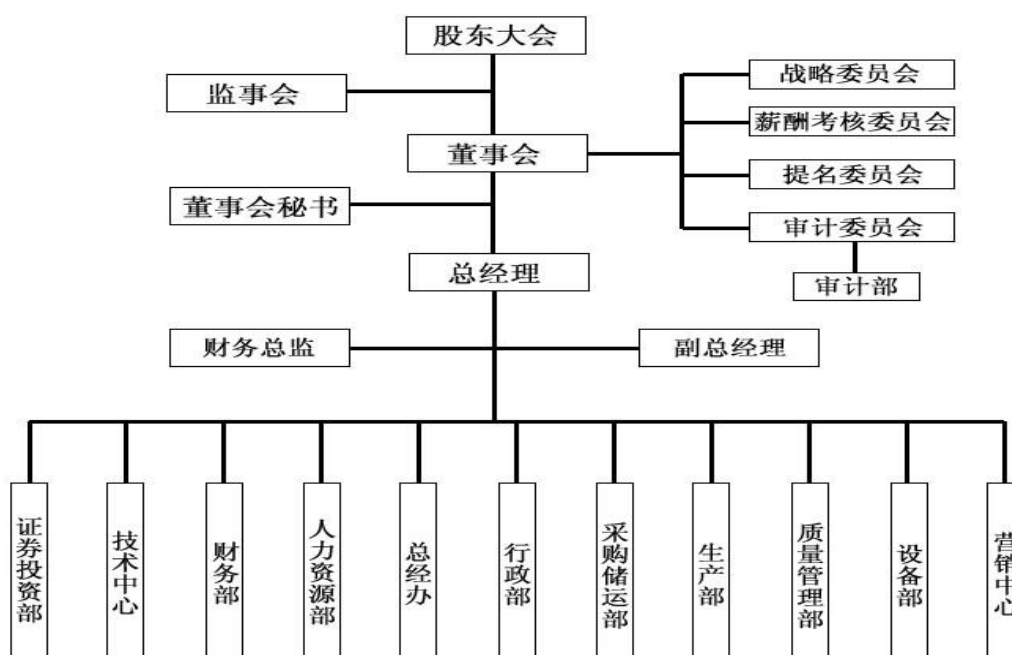 股东大会
监事会
战略委员会
薪酬考核委员会
董事会
提名委员会
董事会秘书
审计委员会
总经理
审计部
财务总监
副总经理
证券投资部
技术中心
财务部
人力资源部
总经办
行政部
采购储运部
生产部
质量管理部
设备部
营销中心